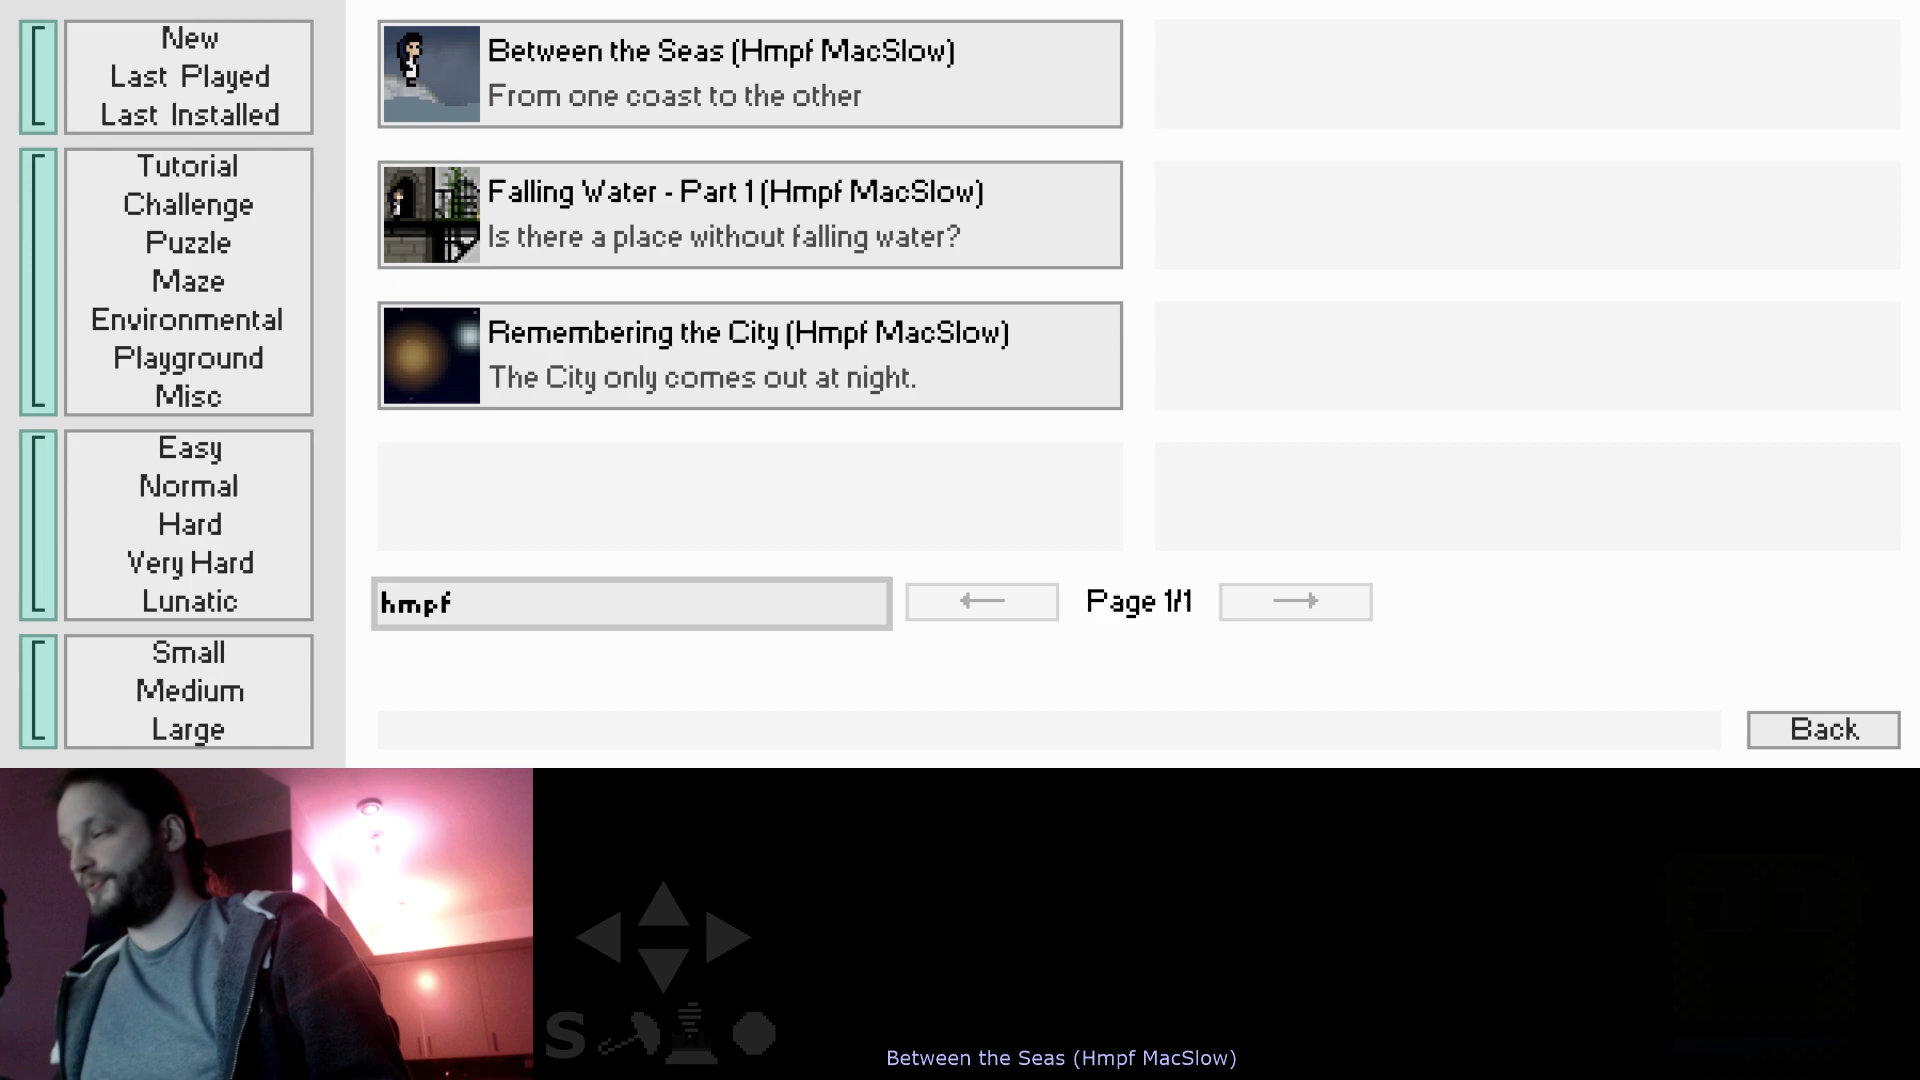 New
Last Played
Last Installed
Tutorial
Challenge
Puzzle
Maze
Environmental
Playground
Misc
Easy
Normal
Hard
Very Hard
Lunatic
Small
Medium
Large
Between the Seas (Hmpf MacSlow)
From one coast to the other
Falling Water - Part 1 (Hmpf MacSlow)
Is there a place without falling water?
Remembering the City (Hmpf MacSlow)
The City only comes out at night.
hmpf
Page 1/1
Back
S
Between the Seas (Hmpf MacSlow)